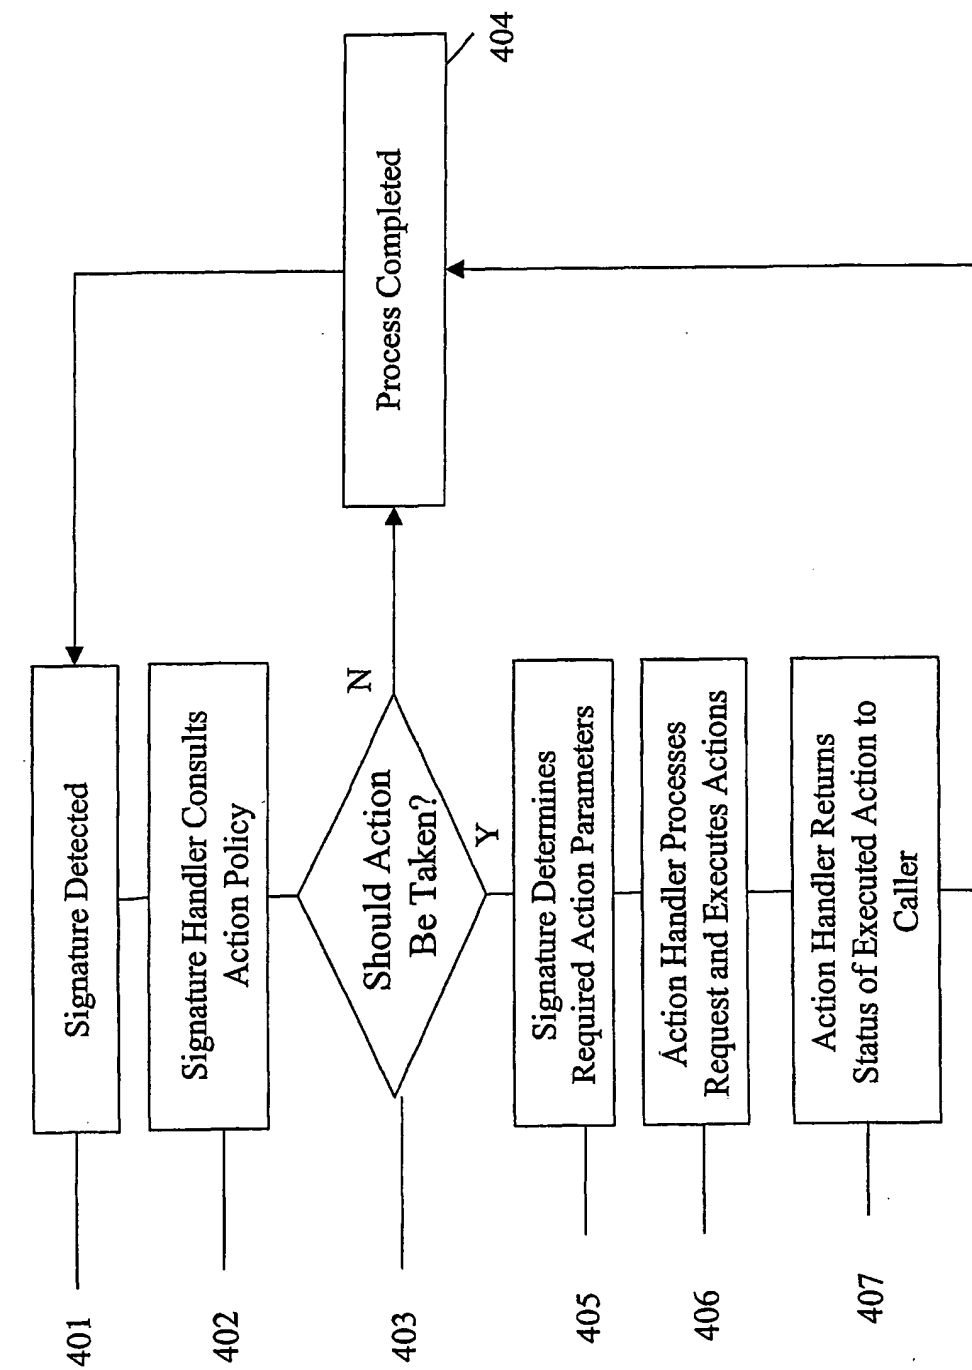 401
Signature Detected
402
Signature Handler Consults
Action Policy
403
Should Action
Be Taken?
N
Y
Process Completed
404
405
Signature Determines
Required Action Parameters
406
Action Handler Processes
Request and Executes Actions
407
Action Handler Returns
Status of Executed Action to
Caller